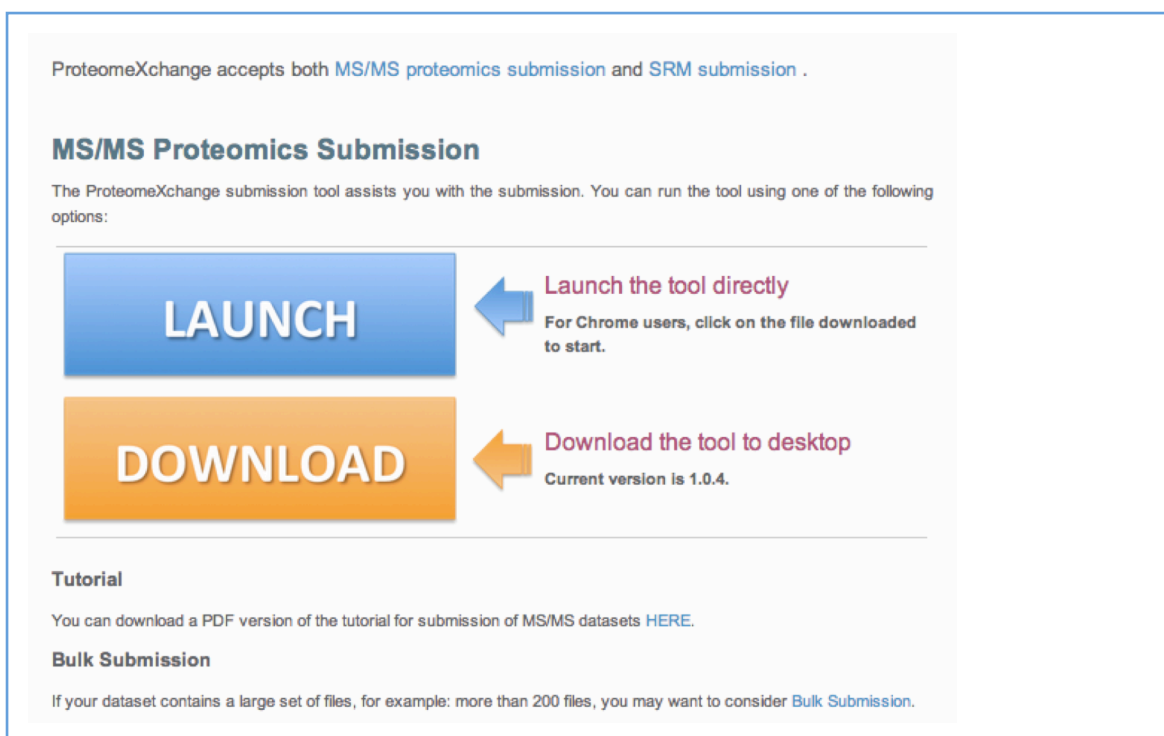 ProteomeXchange accepts both MS/MS proteomics submission and SRM submission .
MS/MS Proteomics Submission
The ProteomeXchange submission tool assists you with the submission. You can run the tool using one of the following
options:
LAUNCH
Launch the tool directly
For Chrome users, click on the file downloaded
to start.
DOWNLOAD
Download the tool to desktop
Current version is 1.0.4.
Tutorial
You can download a PDF version of the tutorial for submission of MS/MS datasets HERE.
Bulk Submission
If your dataset contains a large set of files, for example: more than 200 files, you may want to consider Bulk Submission.